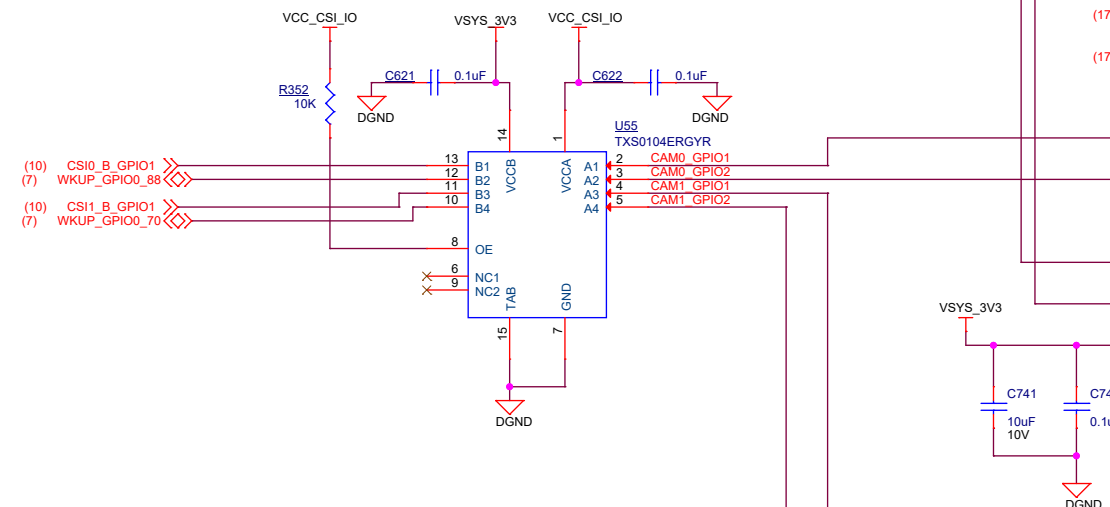 (17
VCC_CSI_IO
VSYS_3V3
VCC_CSI_IO
(17
C621
0.1uF
C622
0.1uF
R352
10K
DGND
DGND
14
1
U55
TXS0104ERGYR
(10) CSI0_B_GPIO1
13
B1
VCCB
VCCA
A1
2
CAM0_GPIO1
(7) WKUP_GPIO0_88
12
B2
A2
3
CAM0_GPIO2
11
B3
A3
4
CAM1_GPIO1
(10) CSI1_B_GPIO1
10
B4
A4
5
CAM1_GPIO2
(7) WKUP_GPIO0_70
8
OE
6
NC1
9
NC2
TAB
GND
15
7
DGND
VSYS_3V3
C741
10uF
10V
C74
0.1u
DGND